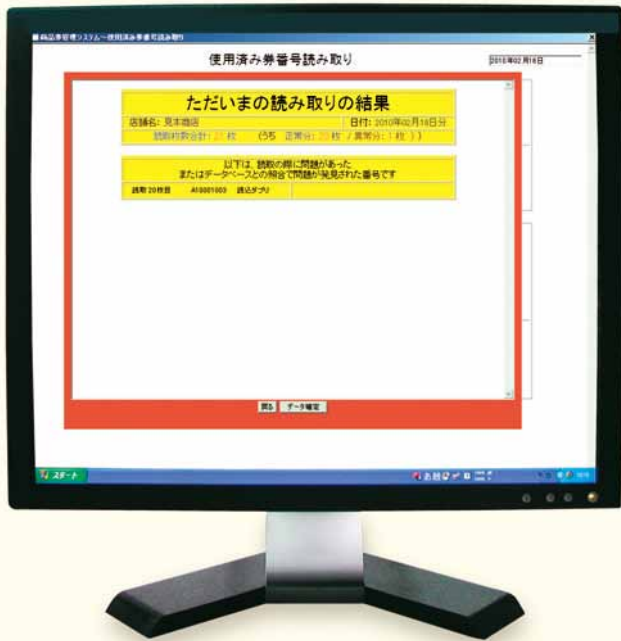 商品券管理システム～使用済み券番号読み取り
使用済み券番号読み取り
2010年02月16日
ただいまの読み取りの結果
店舗名: 見本商店
日付: 2010年02月16日分
読取枚数合計: 21 枚 (うち 正常分: 20 枚 / 異常分: 1 枚 ))
以下は、読取の際に問題があった
またはデータベースとの照合で問題が発見された番号です
読取 20枚目 A10001003 読込ダブリ
戻る データ確定
スタート